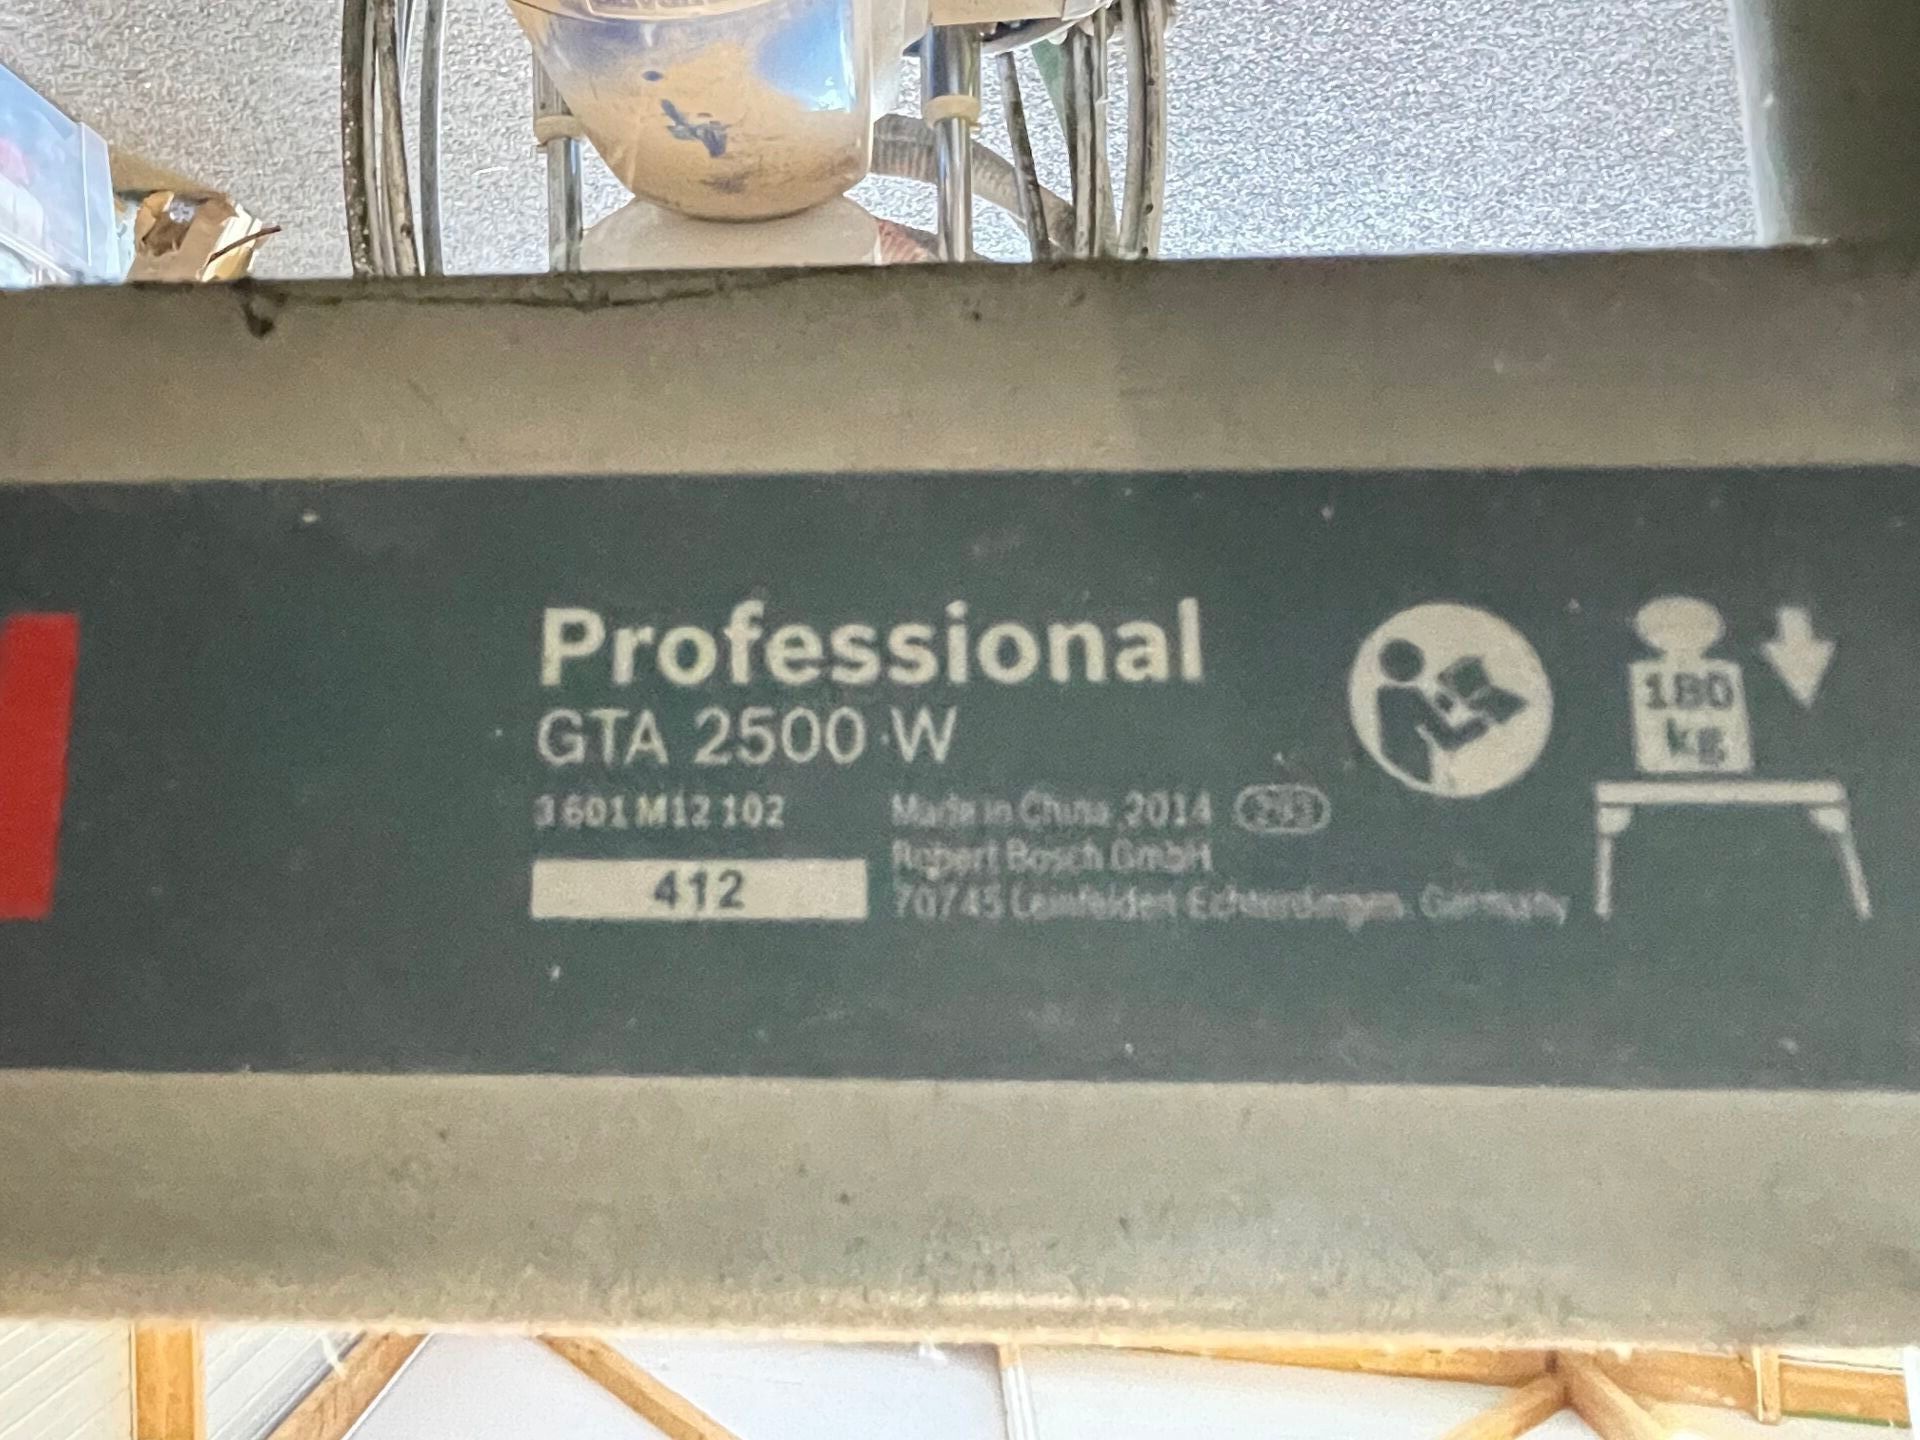 Professional
GTA 2500 W
3 601 M12 102
412
Made in China, 2014
Robert Bosch GmbH
70745 Leinfelden Echterdingen, Germany
180
kg